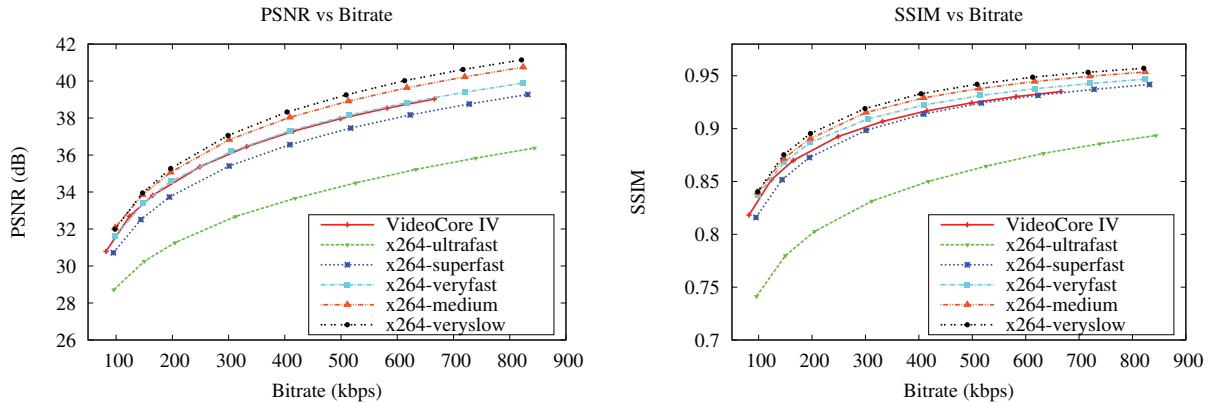 PSNR vs Bitrate
PSNR (dB)
42
40
38
36
34
32
30
28
26
100 200 300 400 500 600 700 800 900
Bitrate (kbps)
VideoCore IV
x264-ultrafast
x264-superfast
x264-veryfast
x264-medium
x264-veryslow
SSIM vs Bitrate
SSIM
0.95
0.9
0.85
0.8
0.75
0.7
100 200 300 400 500 600 700 800 900
Bitrate (kbps)
VideoCore IV
x264-ultrafast
x264-superfast
x264-veryfast
x264-medium
x264-veryslow